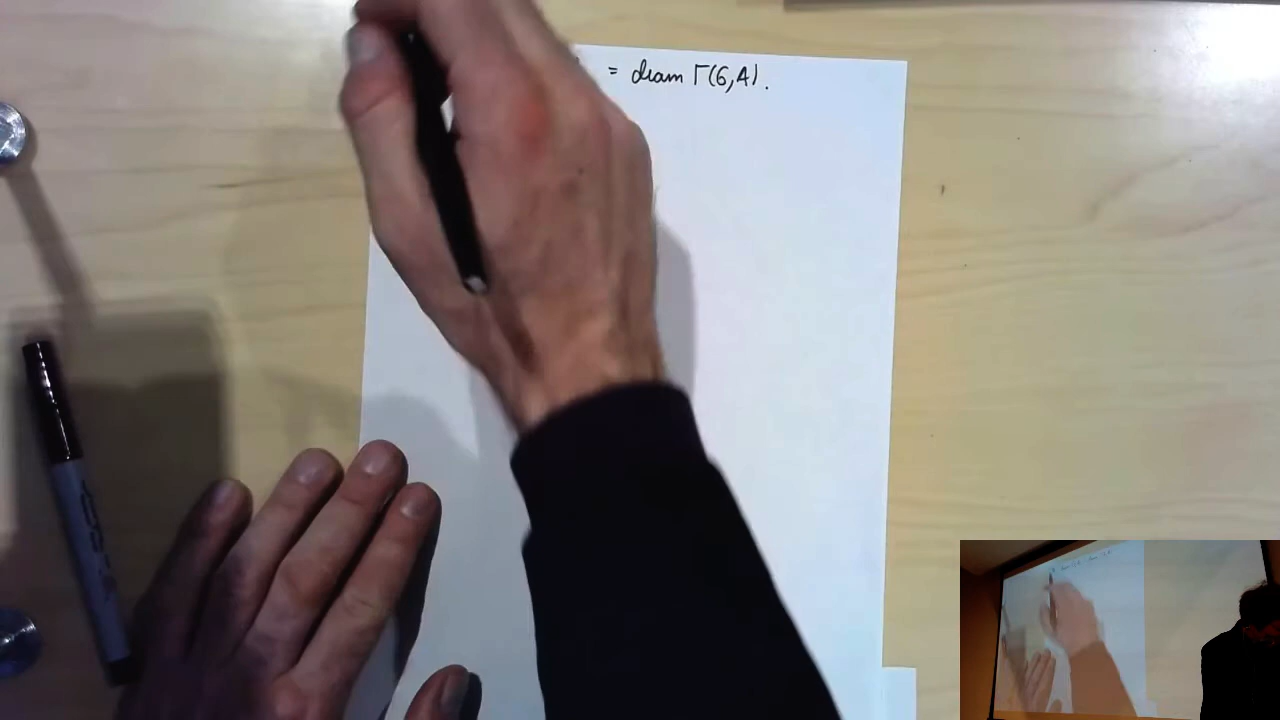 = diam Γ(G,A).